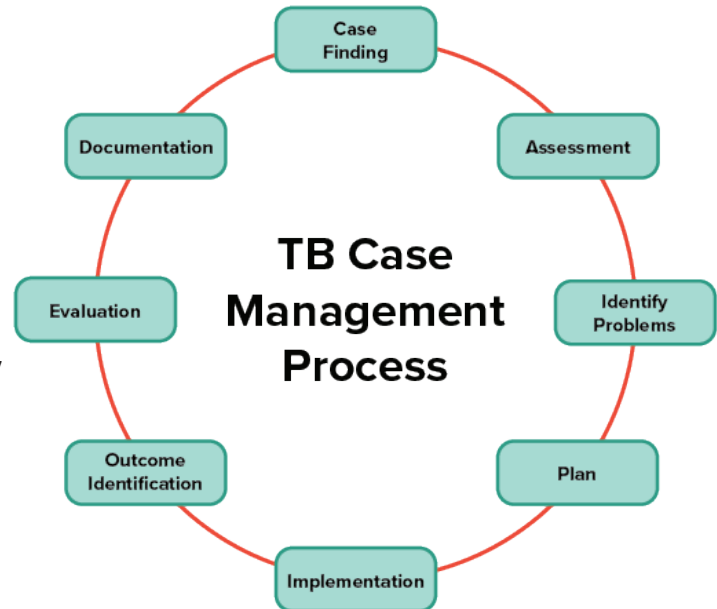 Case
Finding
Assessment
Identify
Problems
Plan
Implementation
Outcome
Identification
Evaluation
Documentation
TB Case
Management
Process